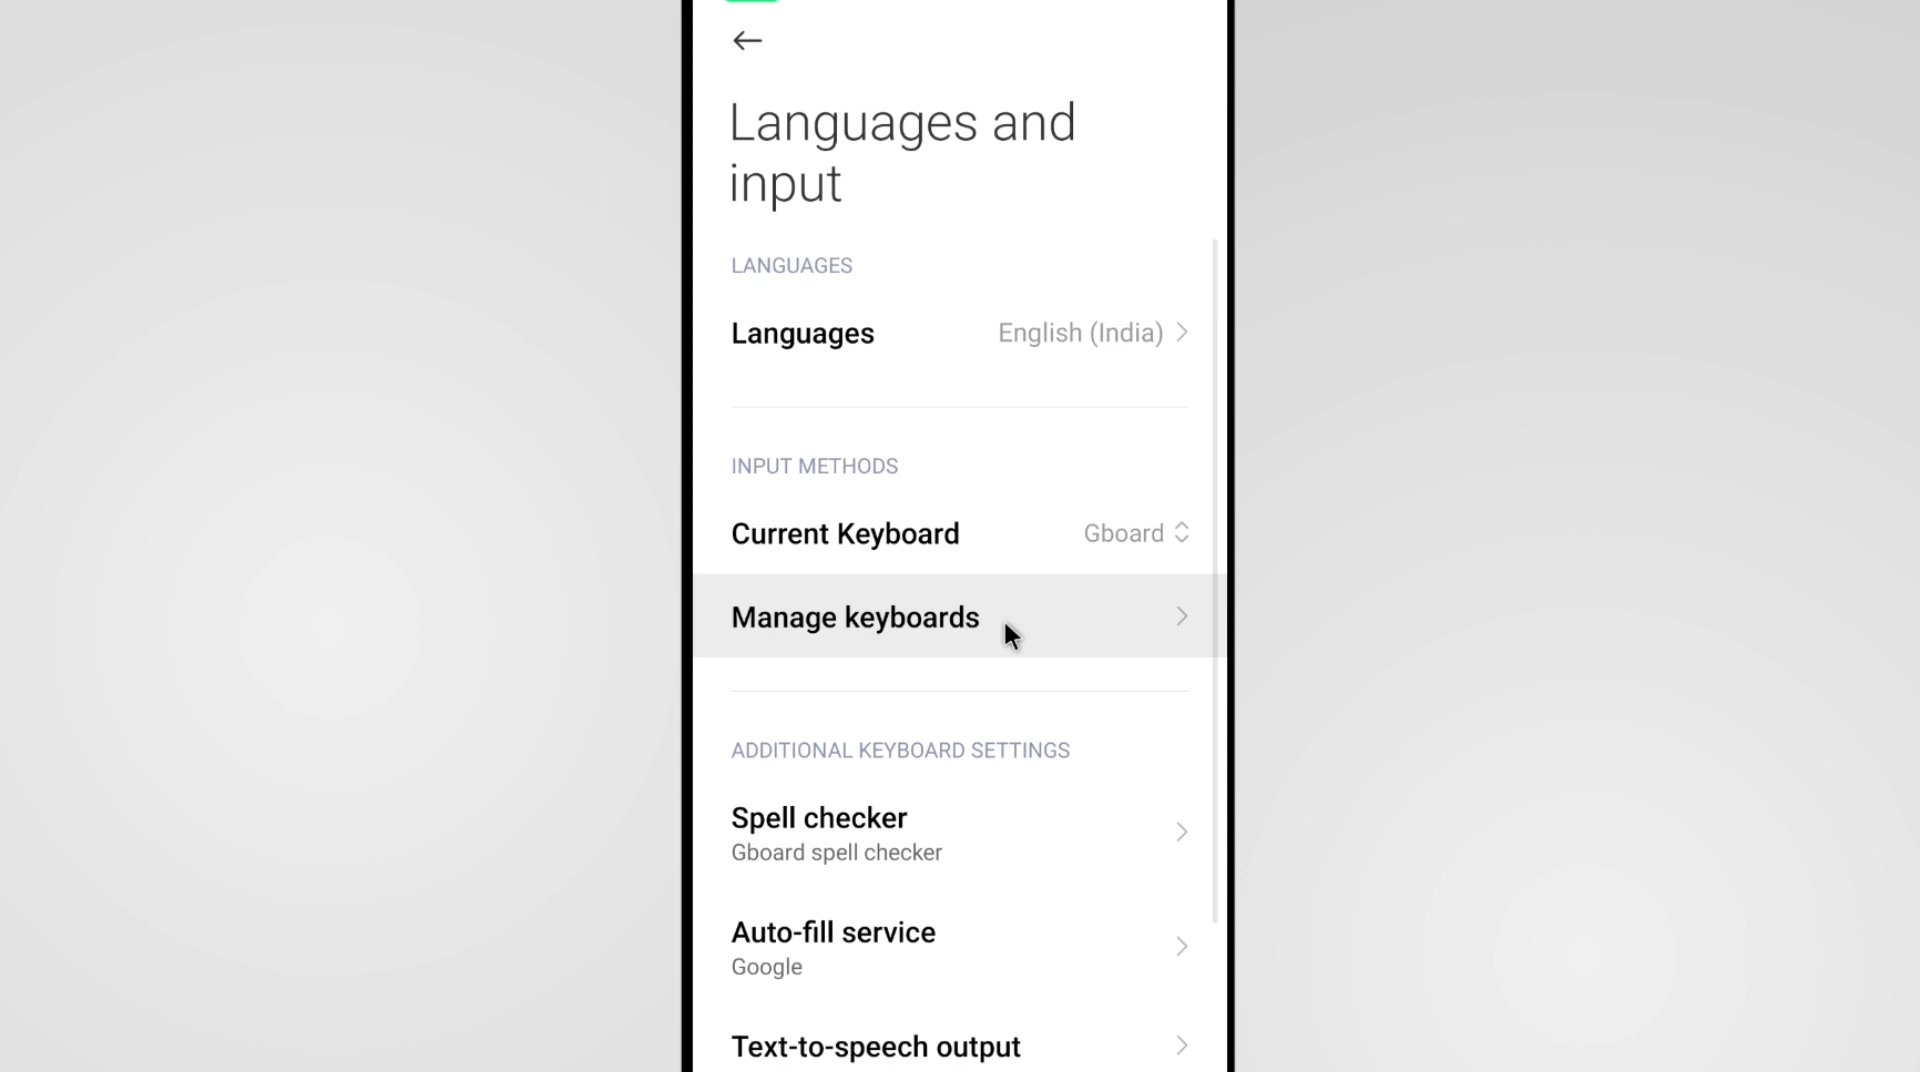 Languages and
input
LANGUAGES
Languages English (India)
INPUT METHODS
Current Keyboard Gboard
Manage keyboards
ADDITIONAL KEYBOARD SETTINGS
Spell checker
Gboard spell checker
Auto-fill service
Google
Text-to-speech output